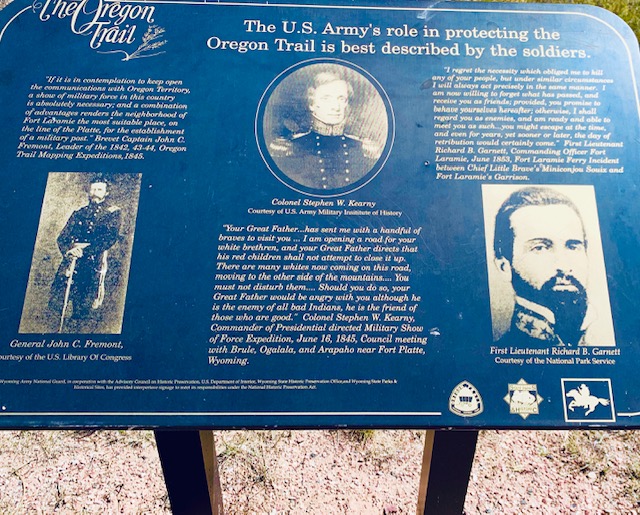 The Oregon
Trail
The U.S. Army's role in protecting the
Oregon Trail is best described by the soldiers.
"If it is in contemplation to keep open
the communications with Oregon Territory,
a show of military force in this country
is absolutely necessary; and a combination
of advantages renders the neighborhood of
Fort Laramie the most suitable place, on
the line of the Platte, for the establishment
of a military post." Brevet Captain John C.
Fremont, Leader of the 1842, 43-44, Oregon
Trail Mapping Expeditions, 1845.
General John C. Fremont,
ourtesy of the U.S. Library Of Congress
Colonel Stephen W. Kearny
Courtesy of U.S. Army Military Institute of History
"Your Great Father...has sent me with a handful of
braves to visit you ... I am opening a road for your
white brethren, and your Great Father directs that
his red children shall not attempt to close it up.
There are many whites now coming on this road,
moving to the other side of the mountains.... You
must not disturb them.... Should you do so, your
Great Father would be angry with you although he
is the enemy of all bad Indians, he is the friend of
those who are good." Colonel Stephen W. Kearny,
Commander of Presidential directed Military Show
of Force Expedition, June 16, 1845, Council meeting
with Brule, Ogalala, and Arapaho near Fort Platte,
Wyoming.
"I regret the necessity which obliged me to kill
any of your people, but under similar circumstances
I will always act precisely in the same manner. I
am now willing to forget what has passed, and
receive you as friends; provided, you promise to
behave yourselves hereafter; otherwise, I shall
regard you as enemies, and am ready and able to
meet you as such...you might escape at the time,
and even for years, yet sooner or later, the day of
retribution would certainly come." First Lieutenant
Richard B. Garnett, Commanding Officer Fort
Laramie, June 1853, Fort Laramie Ferry Incident
between Chief Little Brave's Miniconjou Souix and
Fort Laramie's Garrison.
First Lieutenant Richard B. Garnett
Courtesy of the National Park Service
Wyoming Army National Guard, in cooperation with the Advisory Council on Historic Preservation, U.S. Department of Interior, Wyoming State Historic Preservation Office, and Wyoming State Parks &
Historical Sites, has provided interpretive signage to meet its responsibilities under the National Historic Preservation Act.